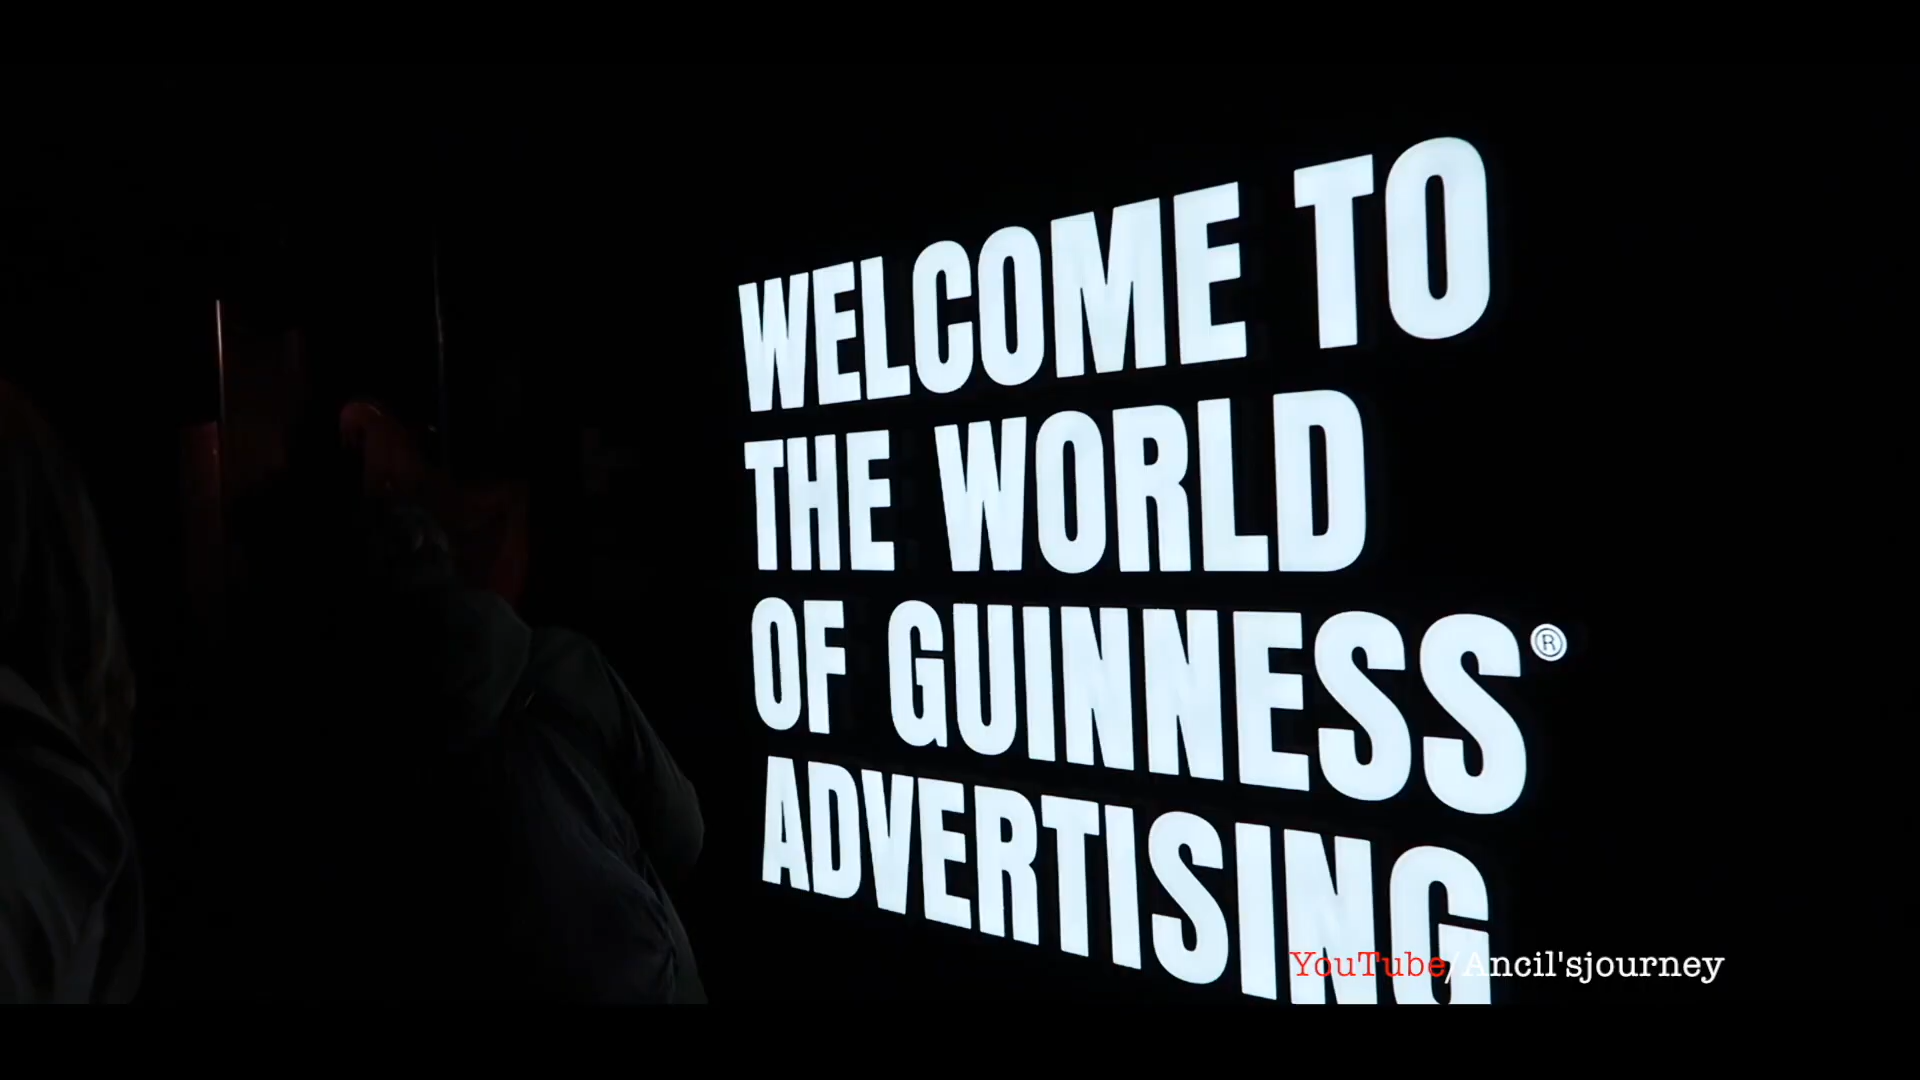 WELCOME TO
THE WORLD
OF GUINNESS®
ADVERTISING
YouTube/Ancil'sjourney